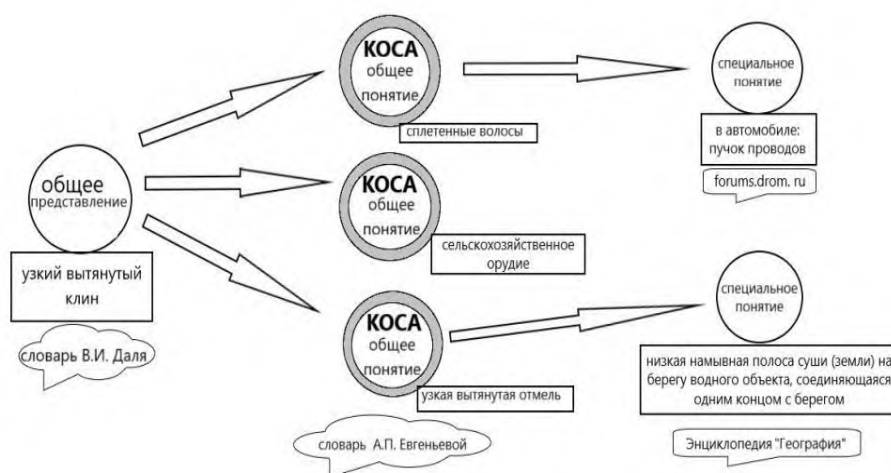 КОСА
общее
понятие
сплетенные волосы
специальное
понятие
в автомобиле:
пучок проводов
forums.drom. ru
общее
представление
узкий вытянутый
клин
словарь В.И. Даля
КОСА
общее
понятие
сельскохозяйственное
орудие
КОСА
общее
понятие
узкая вытянутая отмель
словарь А.П. Евгеньевой
специальное
понятие
низкая намывная полоса суши (земли) на
берегу водного объекта, соединяющаяся
одним концом с берегом
Энциклопедия "География"